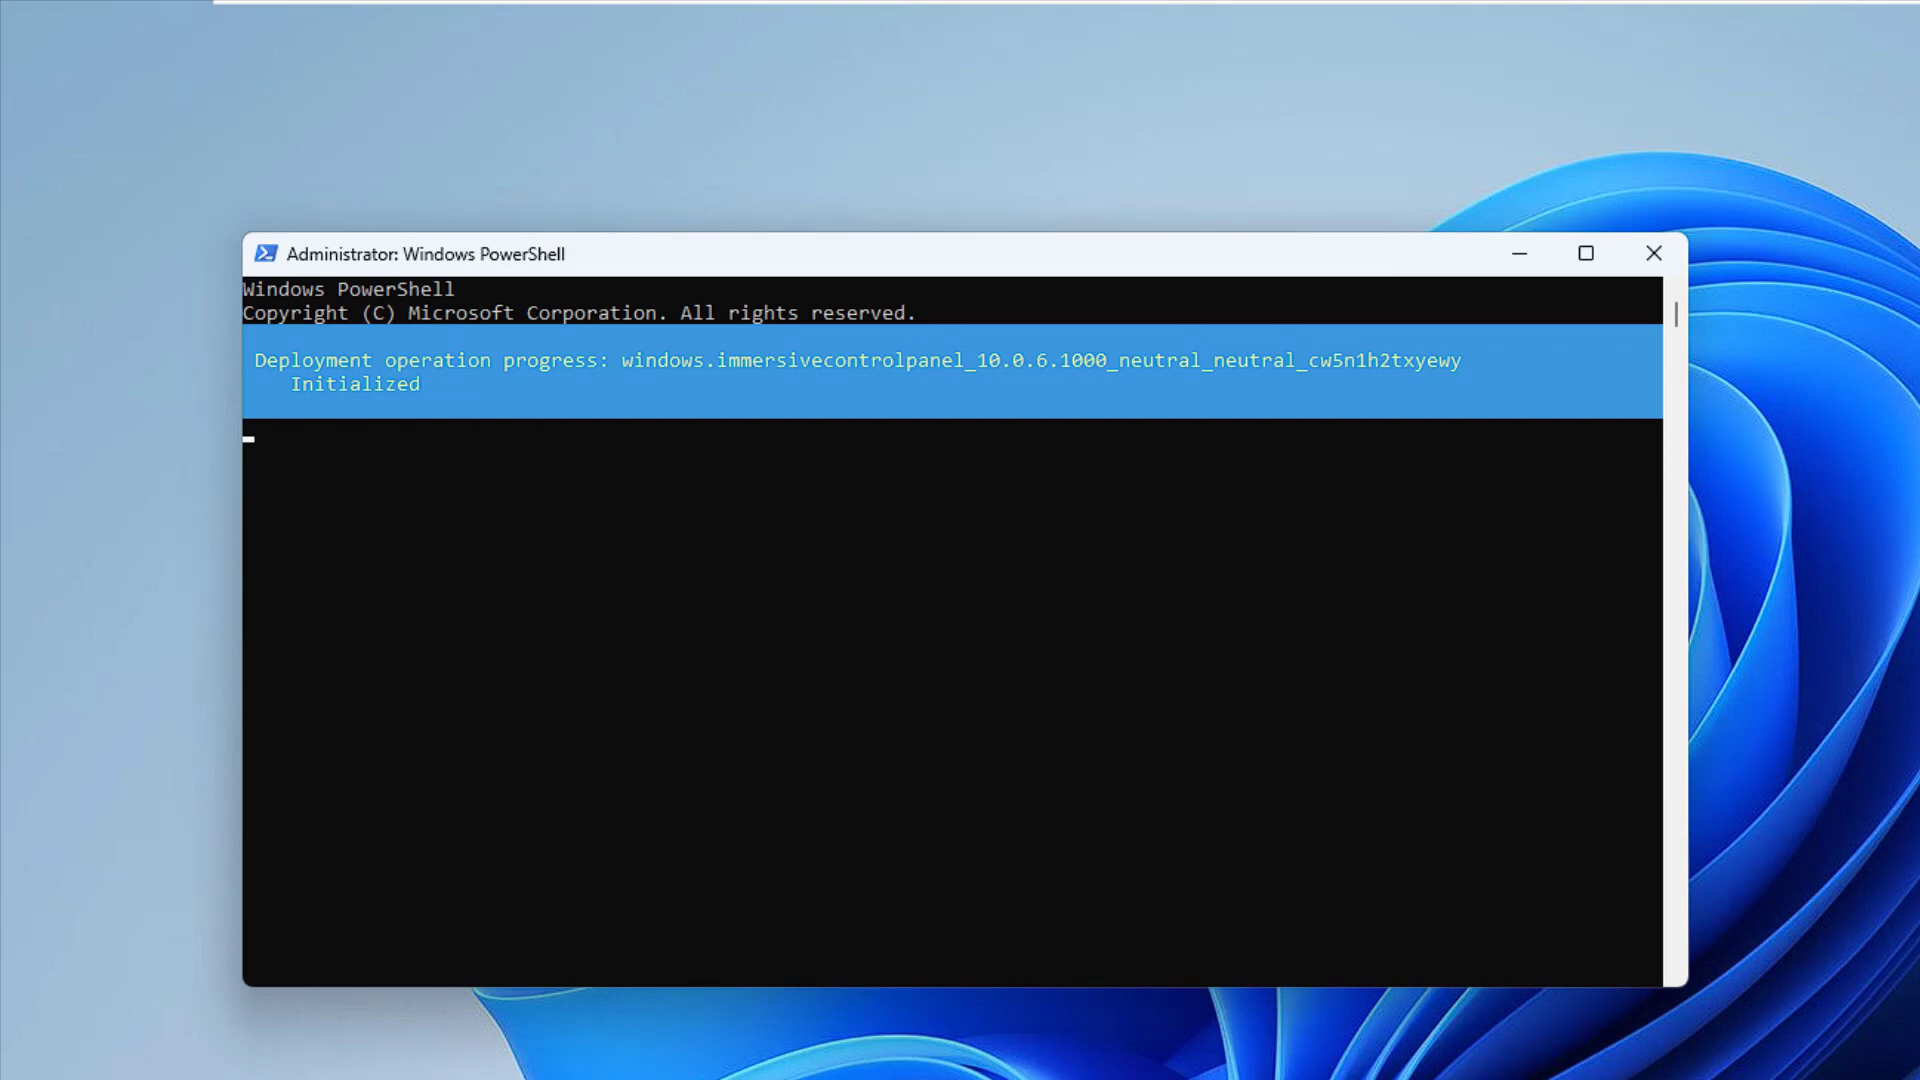 Administrator: Windows PowerShell
Windows PowerShell
Copyright (C) Microsoft Corporation. All rights reserved.
Deployment operation progress: windows.immersivecontrolpanel_10.0.6.1000_neutral_neutral_cw5n1h2txyewy
Initialized